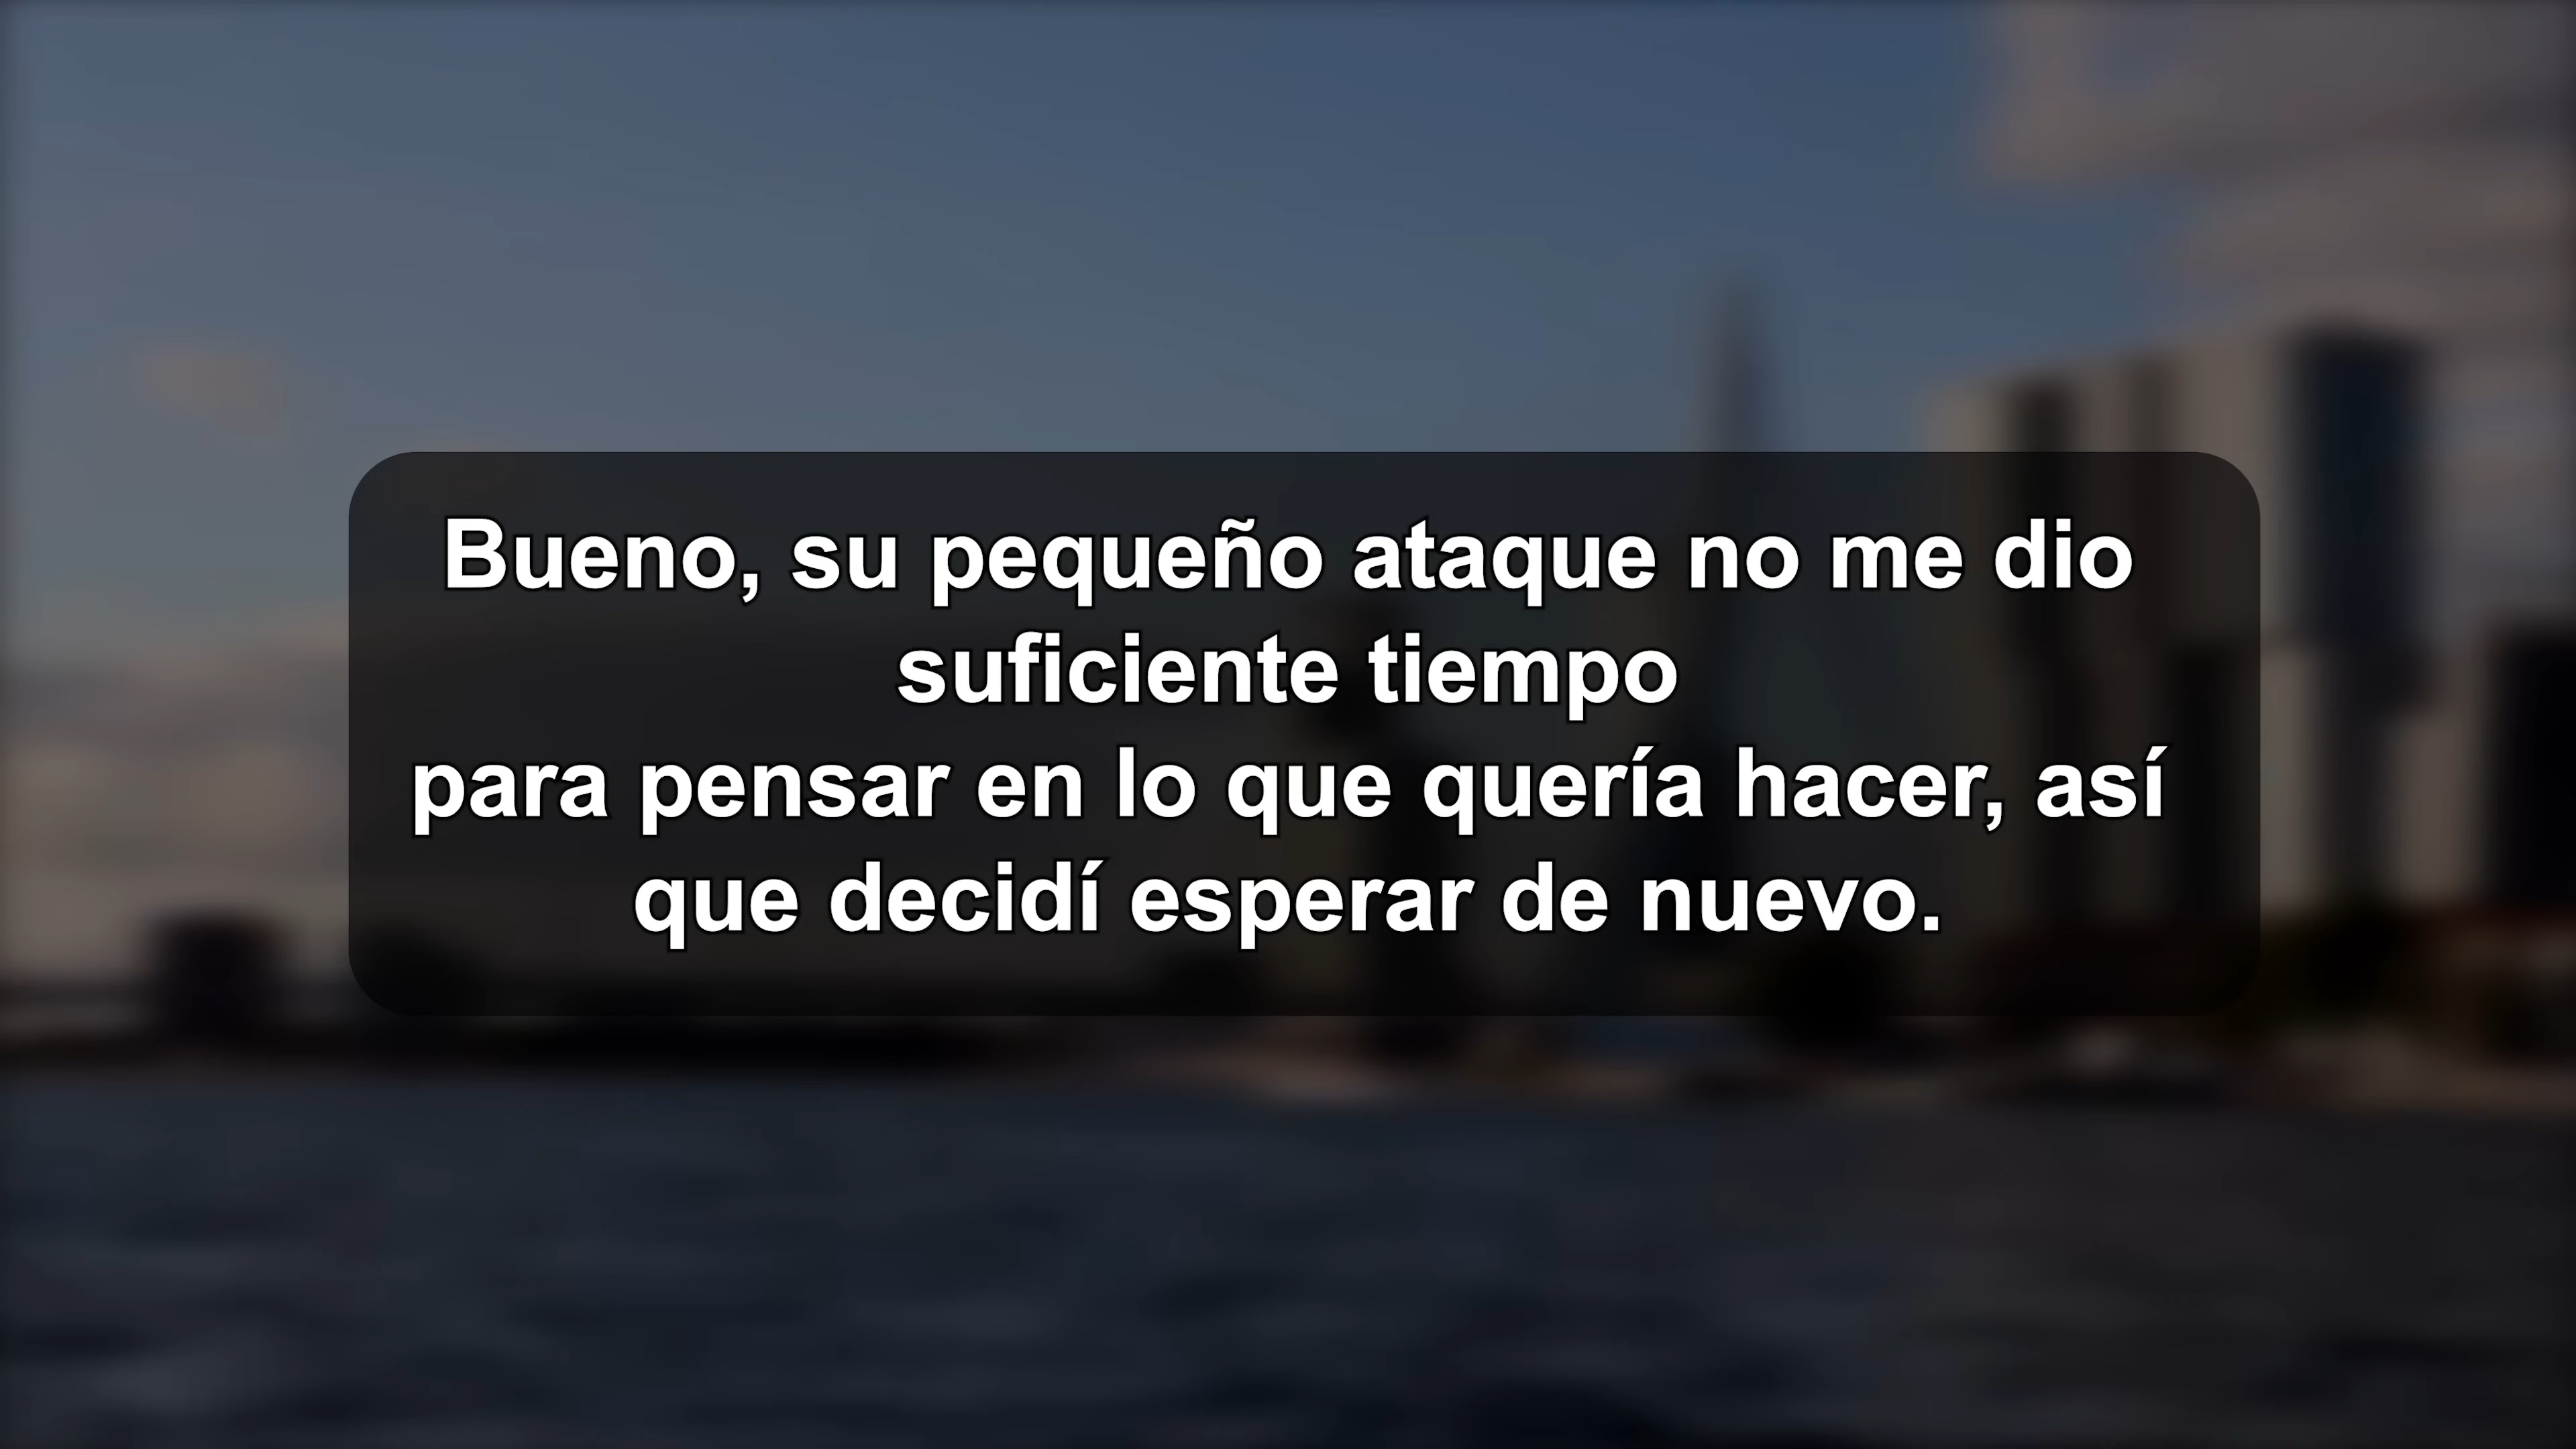 Bueno, su pequeño ataque no me dio
suficiente tiempo
para pensar en lo que quería hacer, así
que decidí esperar de nuevo.